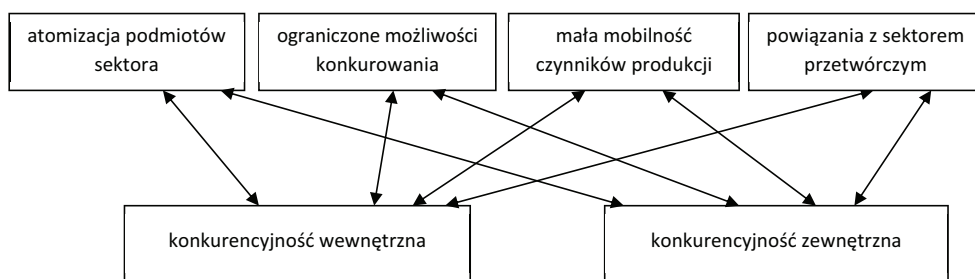 atomizacja podmiotów
sektora
ograniczone możliwości
konkurowania
mała mobilność
czynników produkcji
powiązania z sektorem
przetwórczym
konkurencyjność wewnętrzna
konkurencyjność zewnętrzna